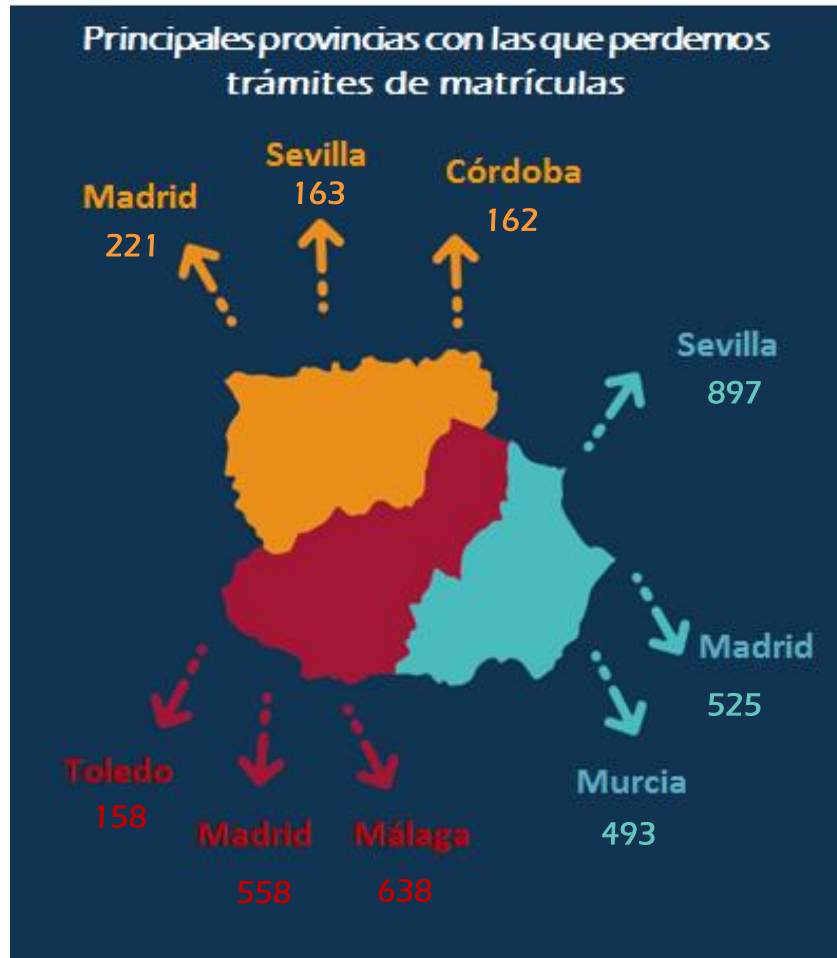 Principales provincias con las que perdemos
trámites de matrículas
Madrid
221
Sevilla
163
Córdoba
162
Sevilla
897
Madrid
525
Murcia
493
Toledo
158
Madrid
558
Málaga
638